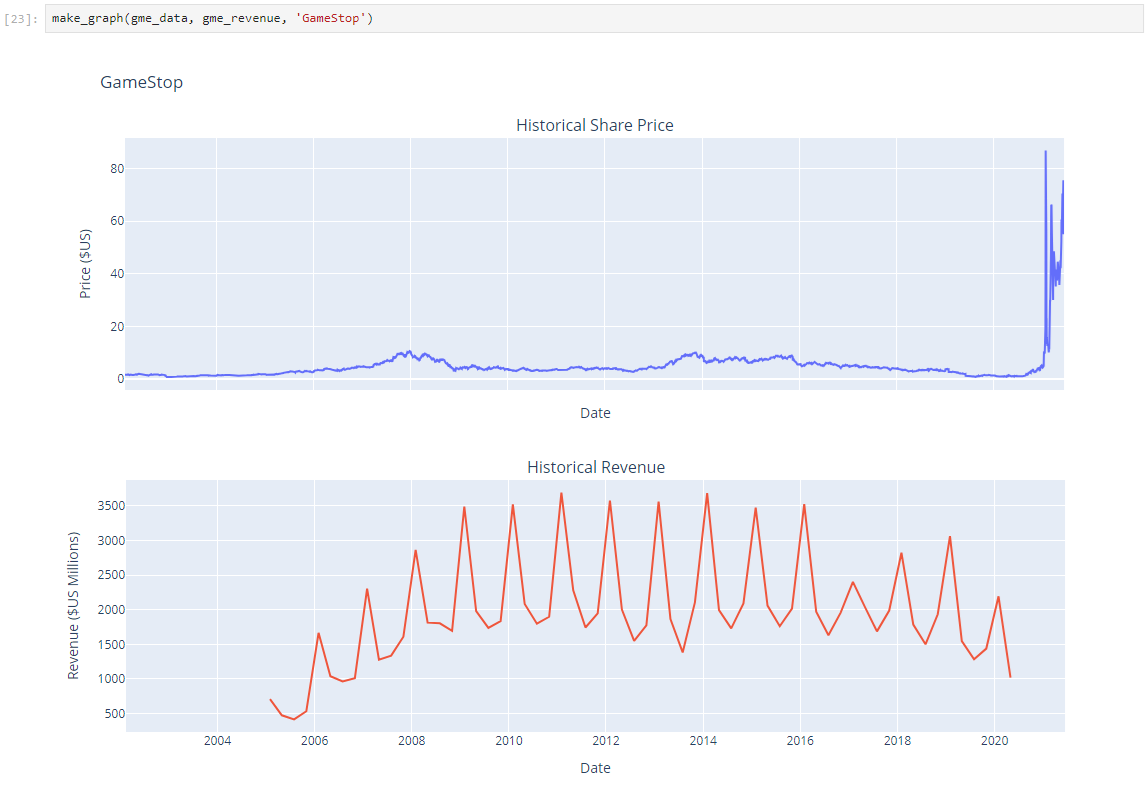 [23]: make_graph(gme_data, gme_revenue, 'GameStop')
GameStop
Historical Share Price
80
60
40
20
0
Price ($US)
Date
Historical Revenue
3500
3000
2500
2000
1500
1000
500
Revenue ($US Millions)
2004 2006 2008 2010 2012 2014 2016 2018 2020
Date